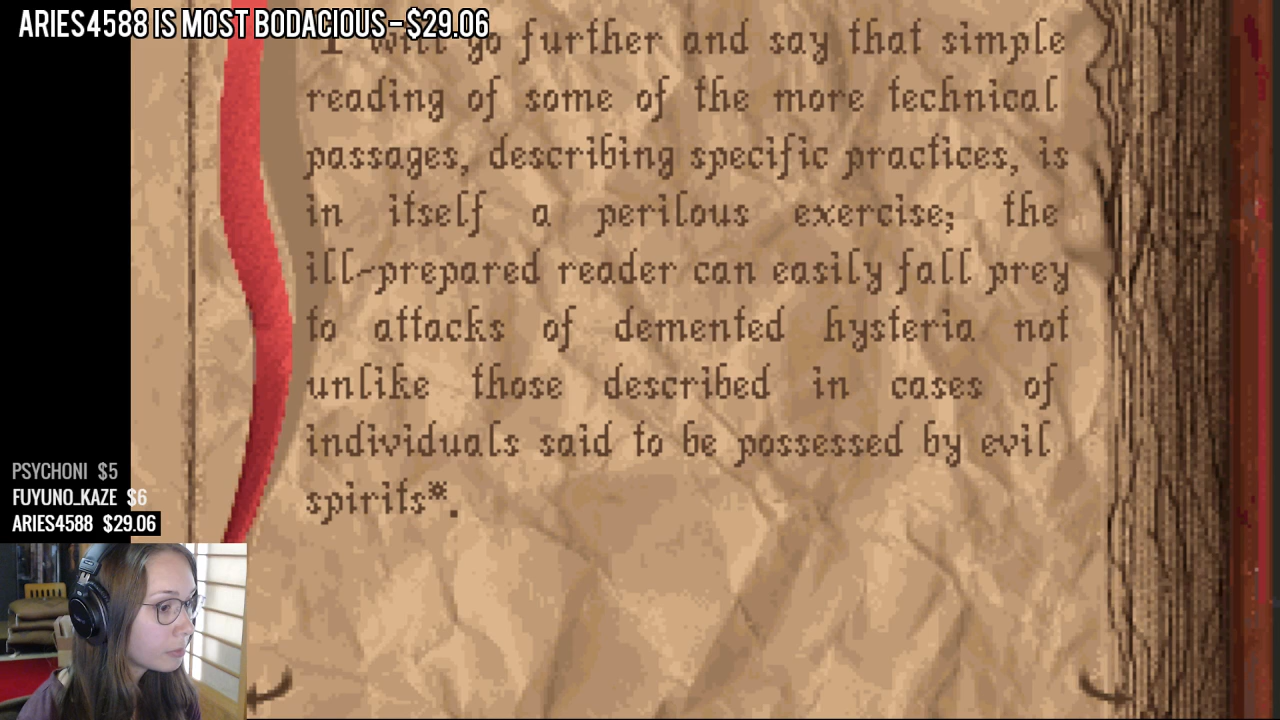 ARIES4588 IS MOST BODACIOUS - $29.06
I will go further and say that simple
reading of some of the more technical
passages, describing specific practices, is
in itself a perilous exercise; the
ill-prepared reader can easily fall prey
to attacks of demented hysteria not
unlike those described in cases of
individuals said to be possessed by evil
spirits*.
PSYCHONI $5
FUYUNO_KAZE $6
ARIES4588 $29.06